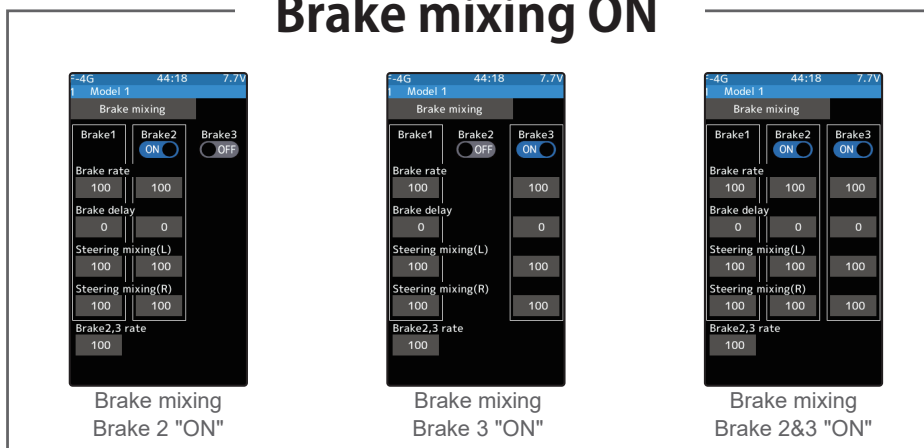 Brake mixing ON
F-4G 44:18 7.7V
1 Model 1
Brake mixing
Brake1 Brake2 Brake3
ON OFF
Brake rate
100 100
Brake delay
0 0
Steering mixing(L)
100 100
Steering mixing(R)
100 100
Brake2,3 rate
100
Brake mixing
Brake 2 "ON"
F-4G 44:18 7.7V
1 Model 1
Brake mixing
Brake1 Brake2 Brake3
OFF ON
Brake rate
100 100
Brake delay
0 0
Steering mixing(L)
100 100
Steering mixing(R)
100 100
Brake2,3 rate
100
Brake mixing
Brake 3 "ON"
F-4G 44:18 7.7V
1 Model 1
Brake mixing
Brake1 Brake2 Brake3
ON ON
Brake rate
100 100 100
Brake delay
0 0 0
Steering mixing(L)
100 100 100
Steering mixing(R)
100 100 100
Brake2,3 rate
100
Brake mixing
Brake 2&3 "ON"